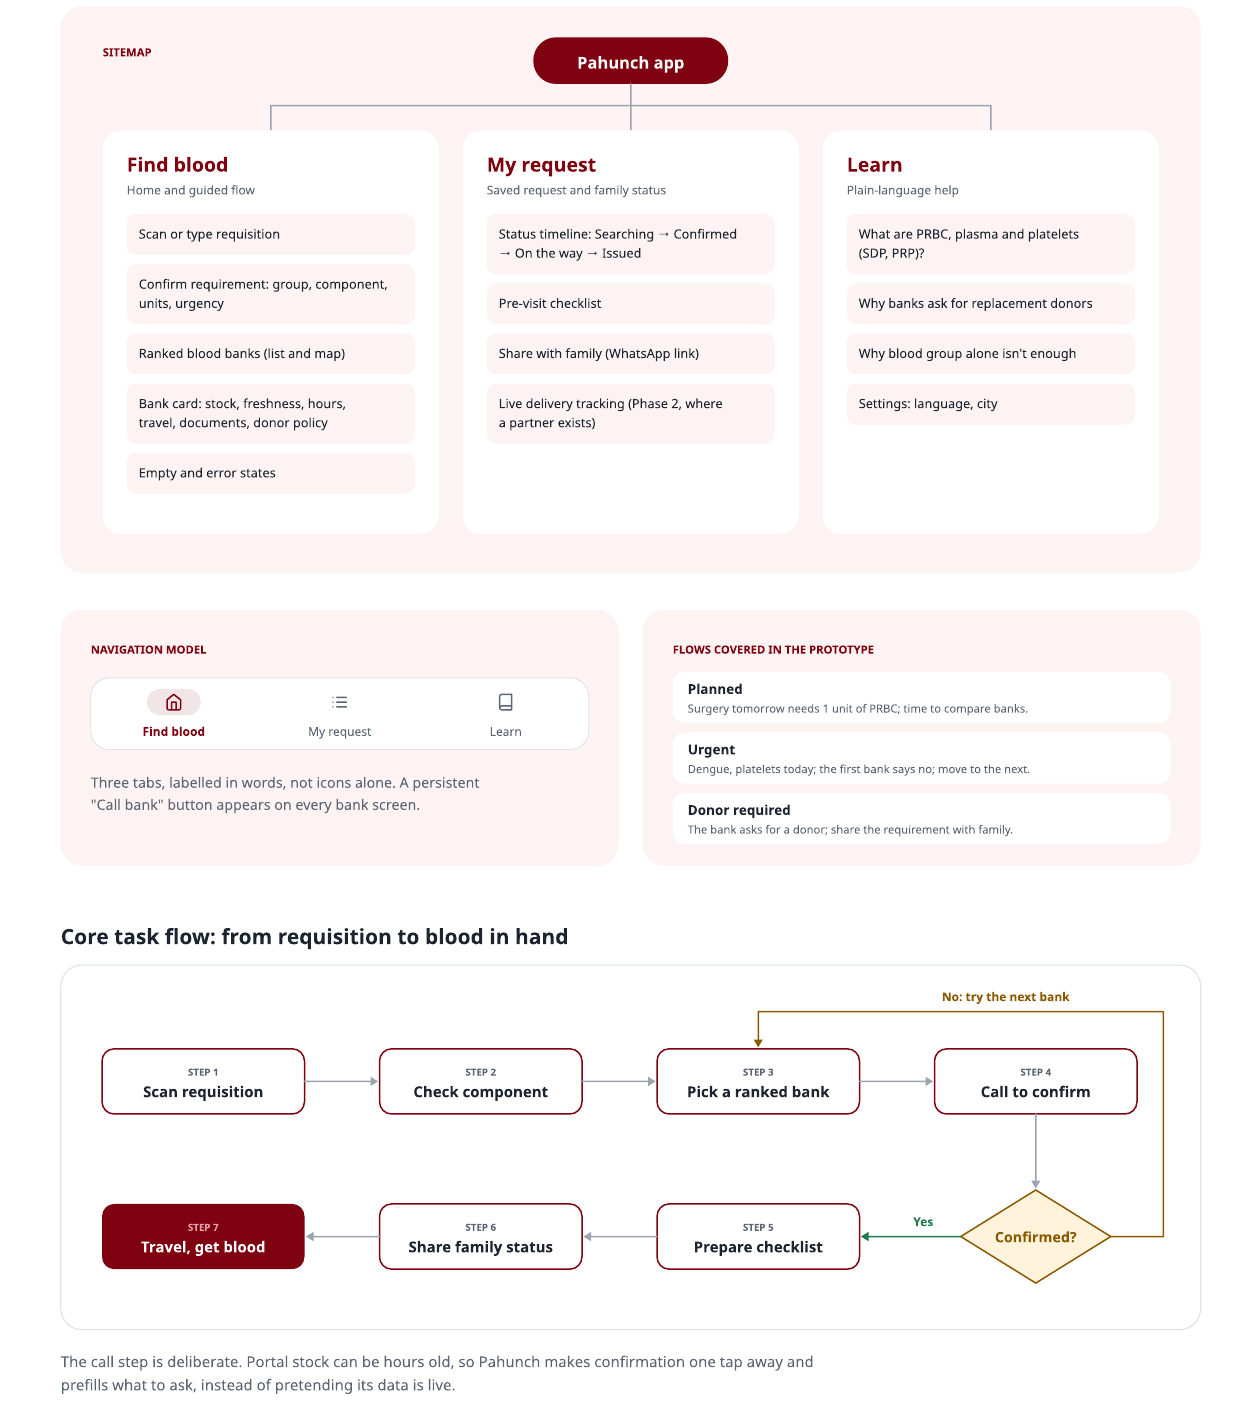 SITEMAP
Pahunch app
Find blood
Home and guided flow
Scan or type requisition
Confirm requirement: group, component,
units, urgency
Ranked blood banks (list and map)
Bank card: stock, freshness, hours,
travel, documents, donor policy
Empty and error states
My request
Saved request and family status
Status timeline: Searching → Confirmed
→ On the way → Issued
Pre-visit checklist
Share with family (WhatsApp link)
Live delivery tracking (Phase 2, where
a partner exists)
Learn
Plain-language help
What are PRBC, plasma and platelets
(SDP, PRP)?
Why banks ask for replacement donors
Why blood group alone isn't enough
Settings: language, city
NAVIGATION MODEL
Find blood
My request
Learn
Three tabs, labelled in words, not icons alone. A persistent
"Call bank" button appears on every bank screen.
FLOWS COVERED IN THE PROTOTYPE
Planned
Surgery tomorrow needs 1 unit of PRBC; time to compare banks.
Urgent
Dengue, platelets today; the first bank says no; move to the next.
Donor required
The bank asks for a donor; share the requirement with family.
Core task flow: from requisition to blood in hand
No: try the next bank
STEP 1
Scan requisition
STEP 2
Check component
STEP 3
Pick a ranked bank
STEP 4
Call to confirm
Confirmed?
Yes
STEP 5
Prepare checklist
STEP 6
Share family status
STEP 7
Travel, get blood
The call step is deliberate. Portal stock can be hours old, so Pahunch makes confirmation one tap away and
prefills what to ask, instead of pretending its data is live.